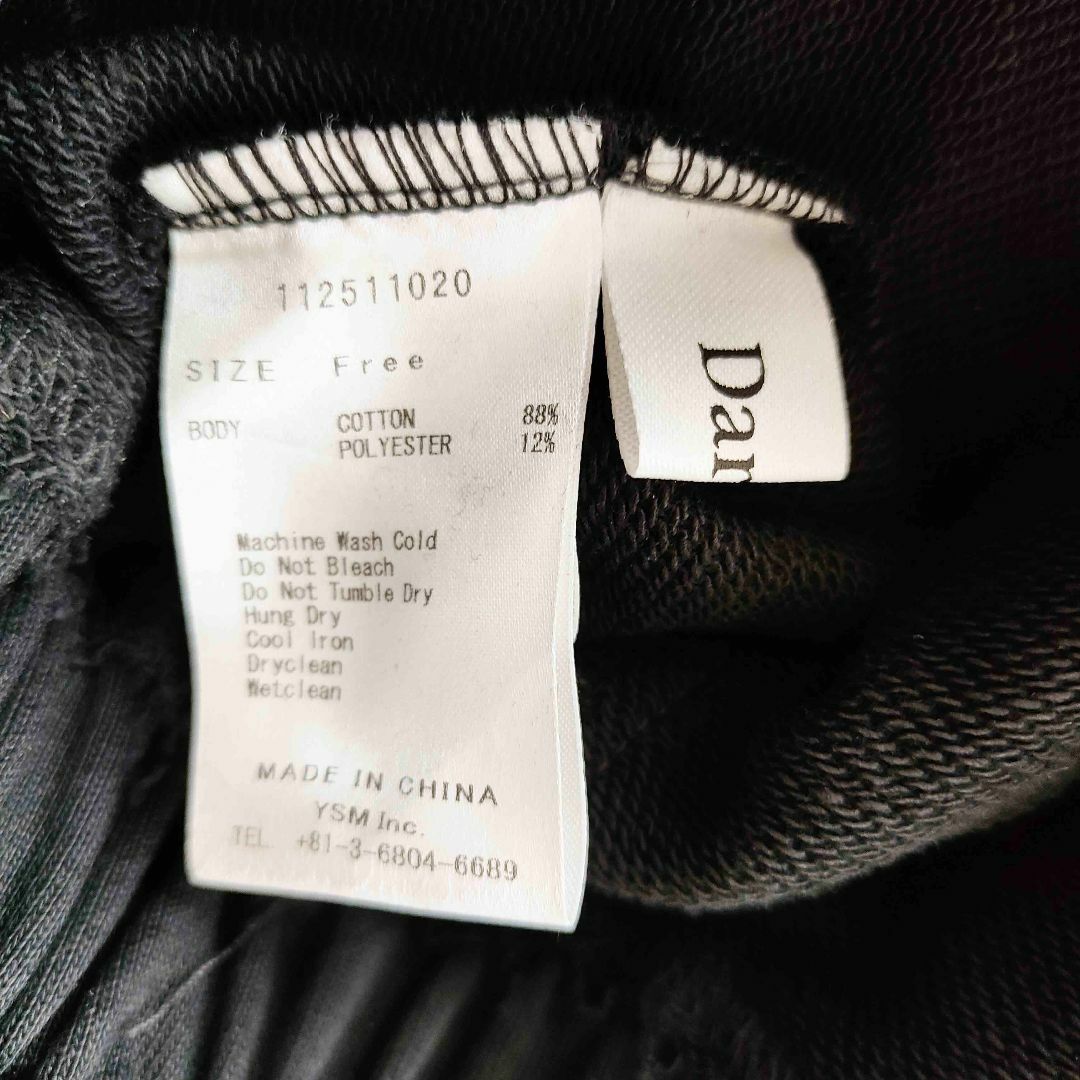 112511020
SIZE Free
BODY COTTON 88%
POLYESTER 12%
Machine Wash Cold
Do Not Bleach
Do Not Tumble Dry
Hung Dry
Cool Iron
Dryclean
Wetclean
MADE IN CHINA
YSM Inc.
TEL +81-3-6804-6689
Dar